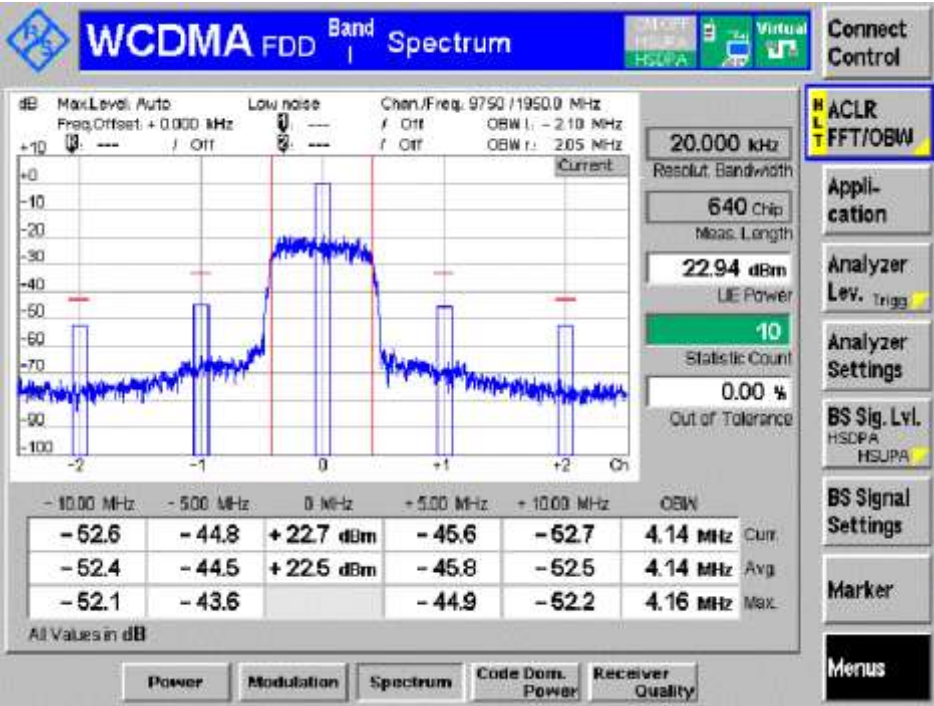 R&S
WCDMA FDD Band I Spectrum
HSDPA
Virtual
Connect Control
dB Max.Level: Auto Low noise Chan./Freq.: 9750 / 1950.0 MHz
Freq.Offset: + 0.000 kHz 1: --- / Off OBW l.: - 2.10 MHz
R: --- / Off 2: --- / Off OBW r.: 2.05 MHz
Current
+10
+0
-10
-20
-30
-40
-50
-60
-70
-90
-100
-2 -1 0 +1 +2 Ch
20.000 kHz
Resolut. Bandwidth
640 Chip
Meas. Length
22.94 dBm
UE Power
10
Statistic Count
0.00 %
Out of Tolerance
HLT
ACLR
FFT/OBW
Appli-
cation
Analyzer
Lev. Trigg.
Analyzer
Settings
BS Sig. Lvl.
HSDPA
HSUPA
BS Signal
Settings
Marker
Menus
- 10.00 MHz - 5.00 MHz 0 MHz + 5.00 MHz + 10.00 MHz OBW
- 52.6 - 44.8 + 22.7 dBm - 45.6 - 52.7 4.14 MHz Curr.
- 52.4 - 44.5 + 22.5 dBm - 45.8 - 52.5 4.14 MHz Avg.
- 52.1 - 43.6 - 44.9 - 52.2 4.16 MHz Max.
All Values in dB
Power Modulation Spectrum Code Dom. Power Receiver Quality